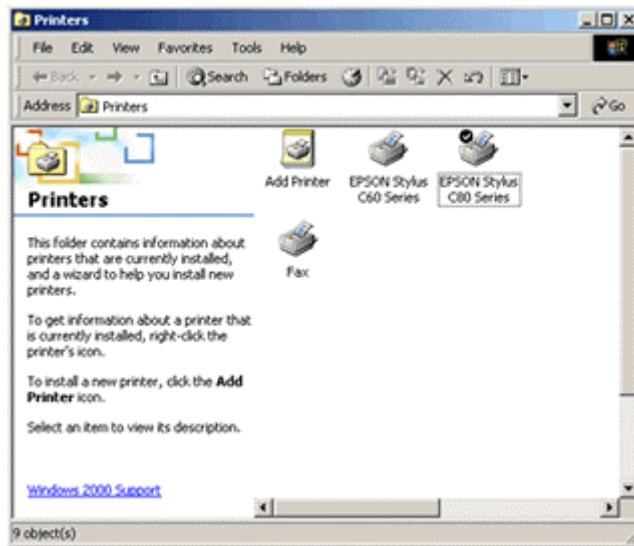 Printers
File Edit View Favorites Tools Help
Back Search Folders
Address Printers Go
Printers
This folder contains information about
printers that are currently installed,
and a wizard to help you install new
printers.
To get information about a printer that
is currently installed, right-click the
printer's icon.
To install a new printer, click the Add
Printer icon.
Select an item to view its description.
Windows 2000 Support
Add Printer
EPSON Stylus
C60 Series
EPSON Stylus
C80 Series
Fax
9 object(s)